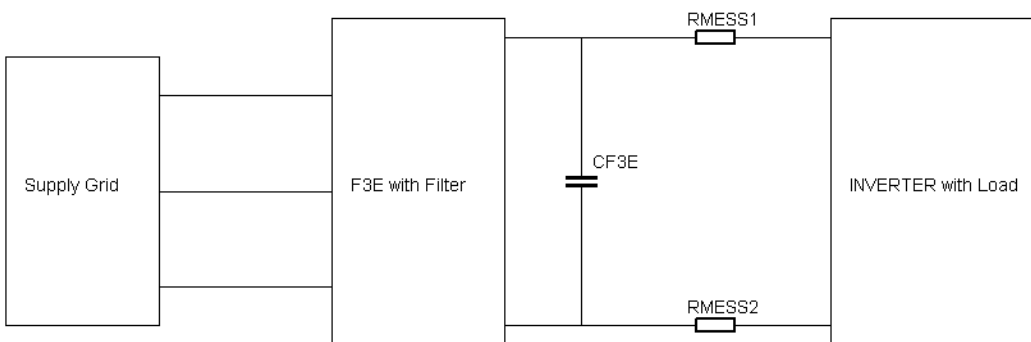 RMESS1
Supply Grid
F3E with Filter
CF3E
INVERTER with Load
RMESS2